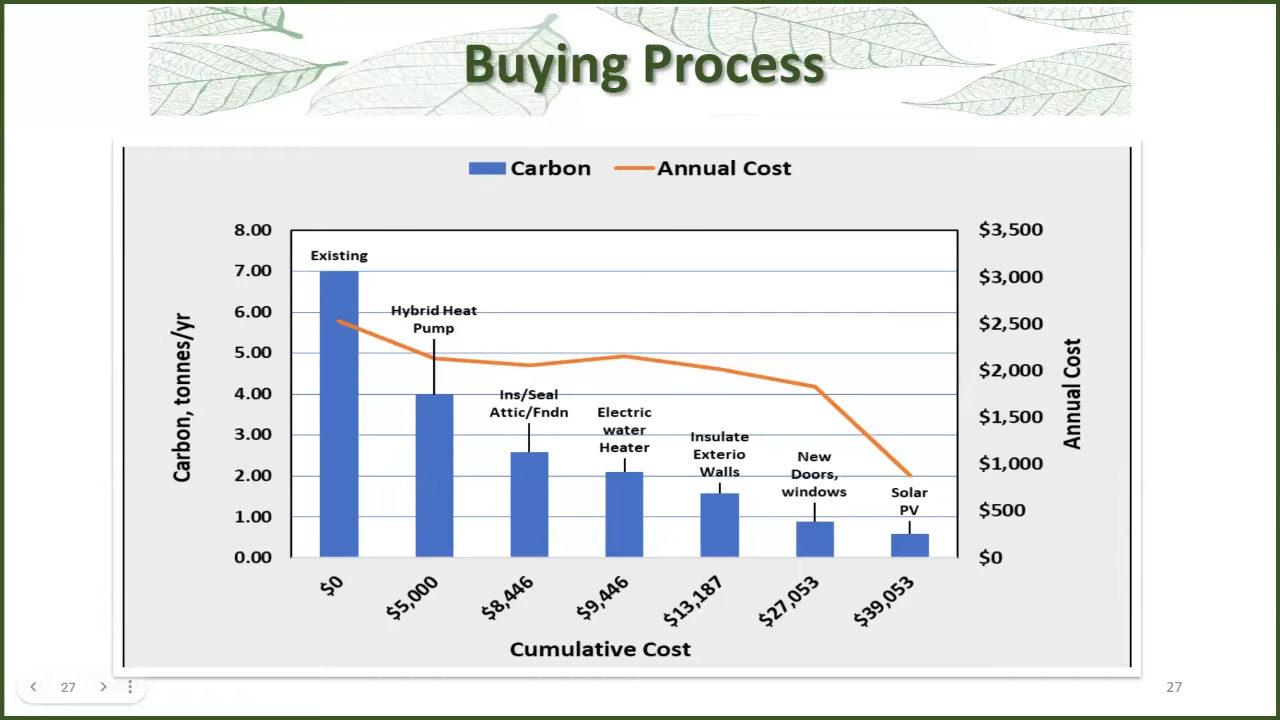 Buying Process
Carbon
Annual Cost
8.00
7.00
6.00
5.00
4.00
3.00
2.00
1.00
0.00
Carbon, tonnes/yr
$3,500
$3,000
$2,500
$2,000
$1,500
$1,000
$500
$0
Annual Cost
Existing
Hybrid Heat
Pump
Ins/Seal
Attic/Fndn
Electric
water
Heater
Insulate
Exterio
Walls
New
Doors,
windows
Solar
PV
$0
$5,000
$8,446
$9,446
$13,187
$27,053
$39,053
Cumulative Cost
27
27